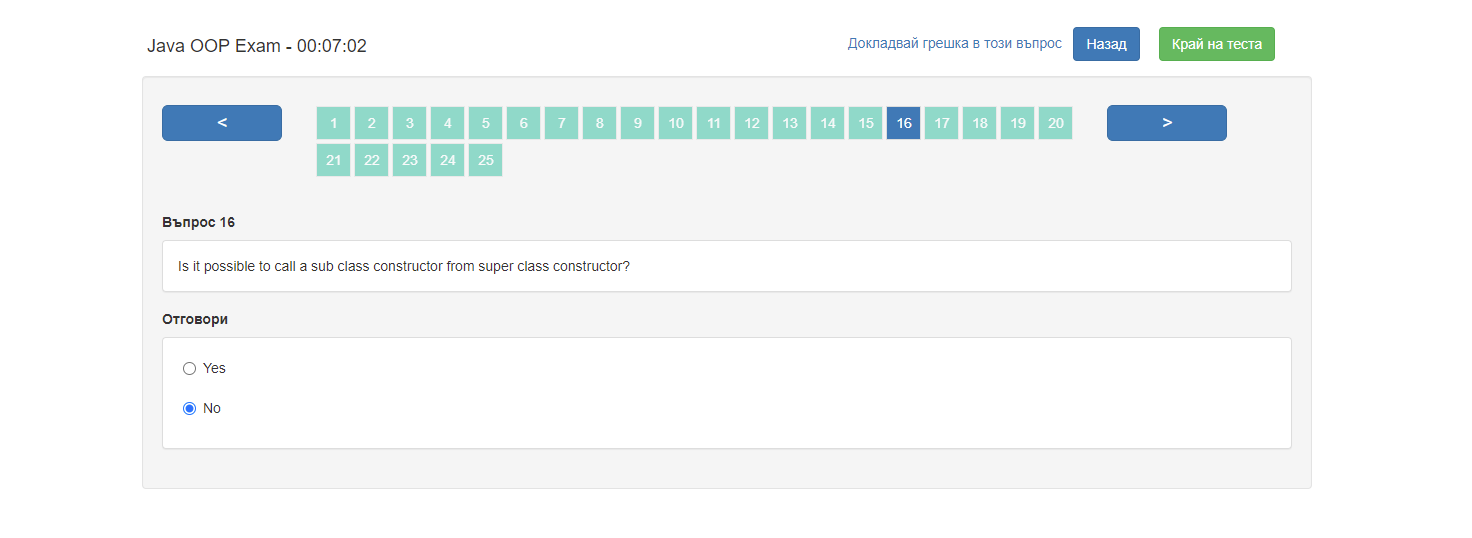 Java OOP Exam - 00:07:02 Докладвай грешка в този въпрос Назад Край на теста
< 1 2 3 4 5 6 7 8 9 10 11 12 13 14 15 16 17 18 19 20 >
21 22 23 24 25
Въпрос 16
Is it possible to call a sub class constructor from super class constructor?
Отговори
Yes
No